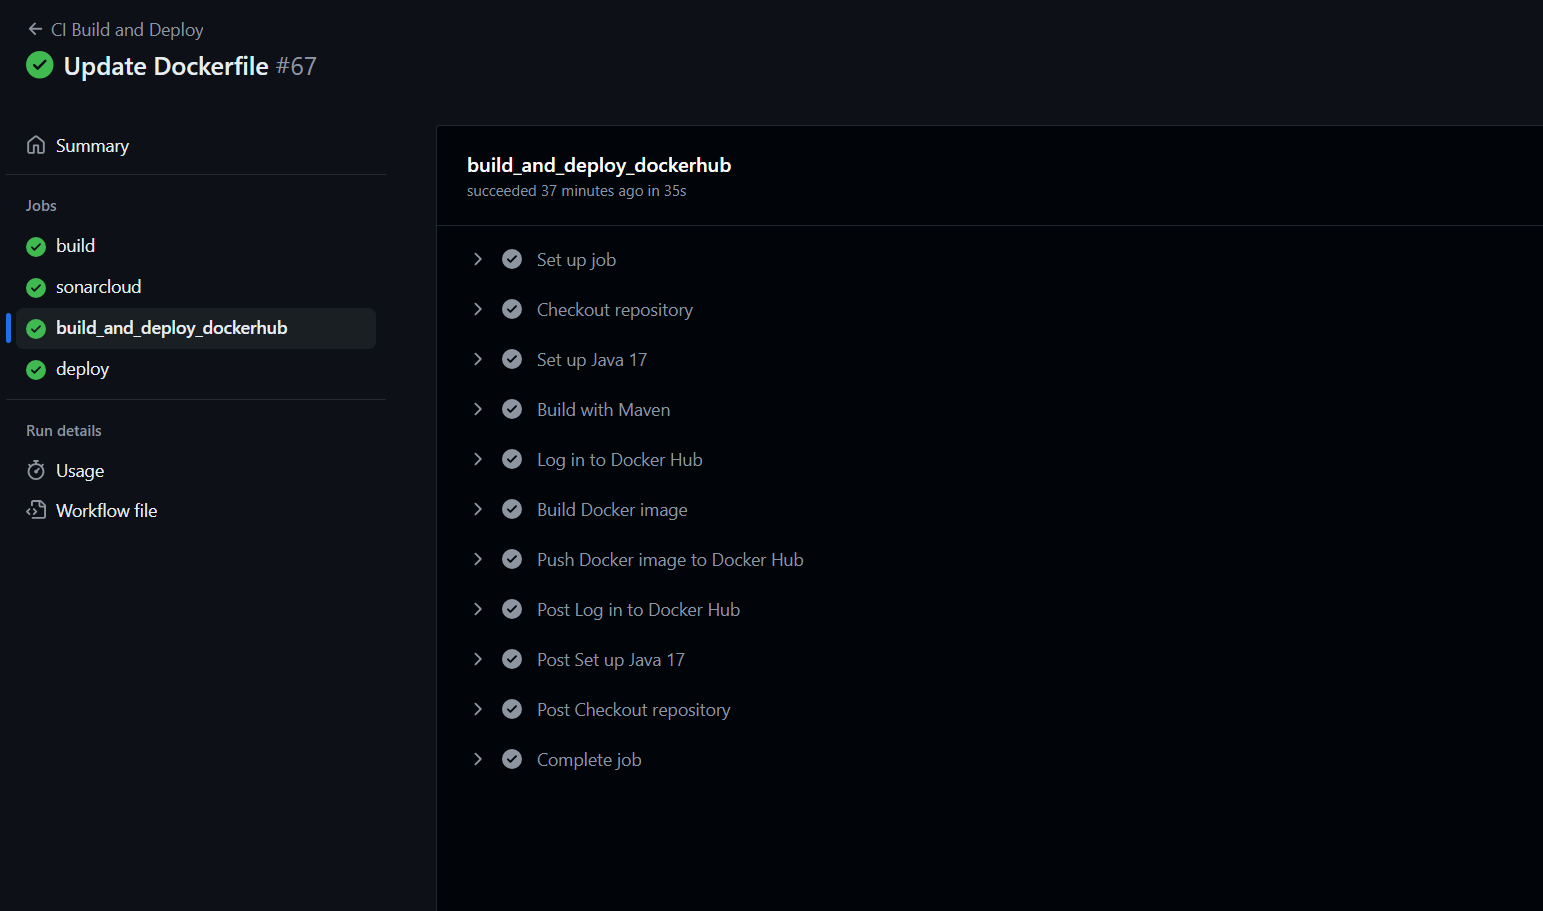 CI Build and Deploy
Update Dockerfile #67
Summary
Jobs
build
sonarcloud
build_and_deploy_dockerhub
deploy
Run details
Usage
Workflow file
build_and_deploy_dockerhub
succeeded 37 minutes ago in 35s
Set up job
Checkout repository
Set up Java 17
Build with Maven
Log in to Docker Hub
Build Docker image
Push Docker image to Docker Hub
Post Log in to Docker Hub
Post Set up Java 17
Post Checkout repository
Complete job